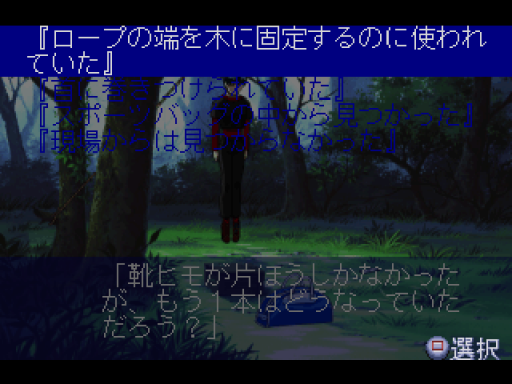 『ロープの端を木に固定するのに使われ
ていた』
『首に巻きつけられていた』
『スポーツバッグの中から見つかった』
『現場からは見つからなかった』
「靴ヒモが片ほうしかなかった
が、もう1本はどうなっていた
だろう？」
選択